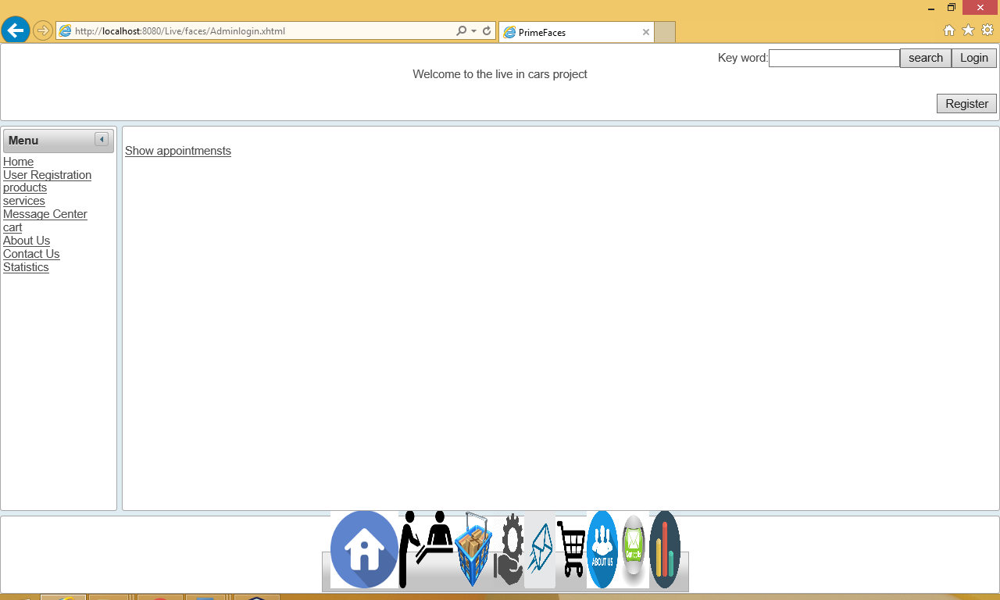 http://localhost:8080/Live/faces/Adminlogin.xhtml
PrimeFaces
Key word:
search
Login
Welcome to the live in cars project
Register
Menu
Home
User Registration
products
services
Message Center
cart
About Us
Contact Us
Statistics
Show appointmensts
ABOUT US